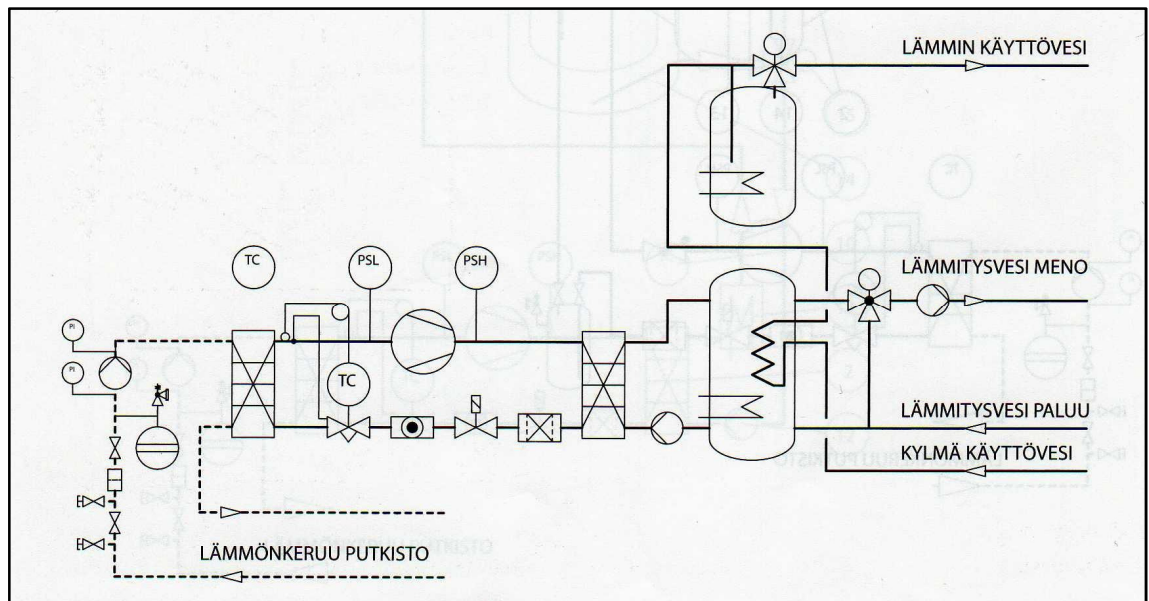 LÄMMIN KÄYTTÖVESI
TC
PSL
PSH
LÄMMITYSVESI MENO
PI
PI
TC
LÄMMITYSVESI PALUU
KYLMÄ KÄYTTÖVESI
LÄMMÖNKERUU PUTKISTO